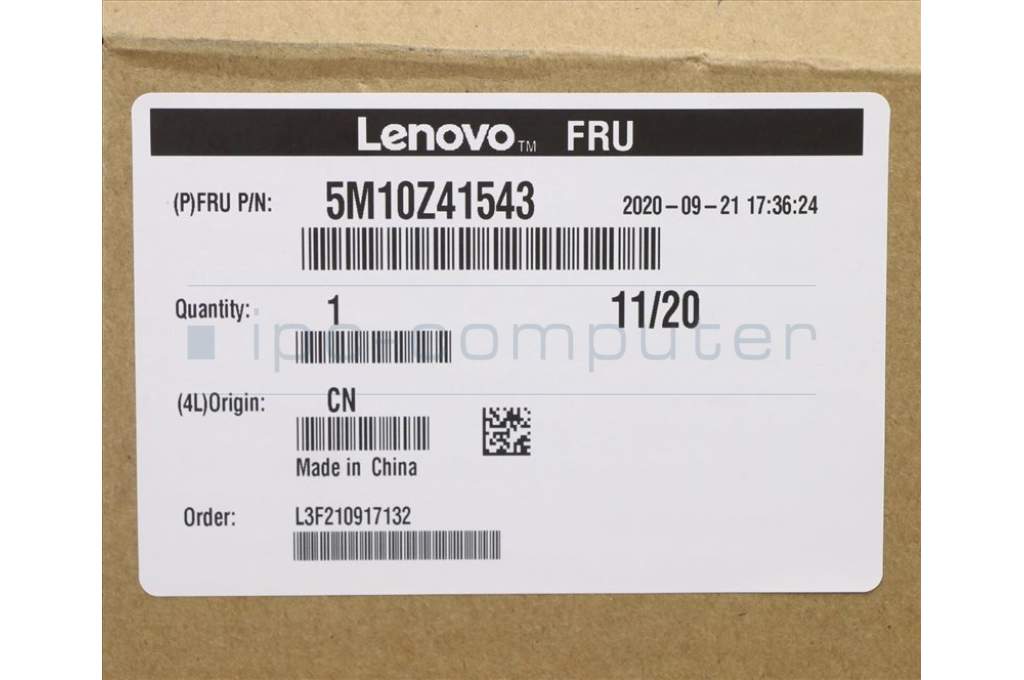 Lenovo™ FRU
(P)FRU P/N: 5M10Z41543 2020-09-21 17:36:24
Quantity: 1 11/20
ipc-computer
(4L)Origin: CN
Made in China
Order: L3F210917132